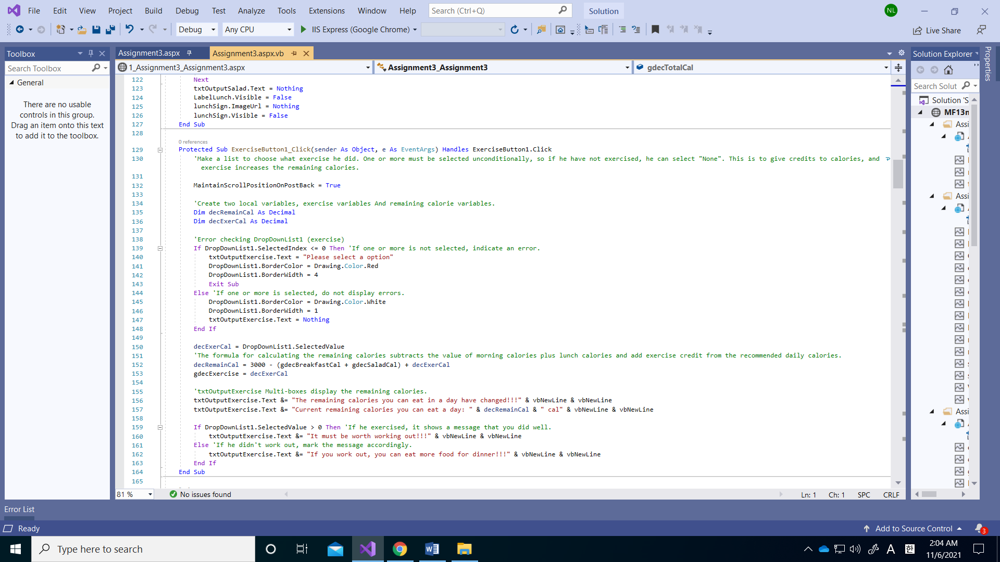 File Edit View Project Build Debug Test Analyze Tools Extensions Window Help Search (Ctrl+Q) Solution NL
Debug Any CPU IIS Express (Google Chrome) Live Share
Toolbox
Search Toolbox
General
There are no usable
controls in this group.
Drag an item onto this text
to add it to the toolbox.
Assignment3.aspx Assignment3.aspx.vb
1_Assignment3_Assignment3.aspx Assignment3_Assignment3 gdecTotalCal
122 Next
123 txtOutputSalad.Text = Nothing
124 LabelLunch.Visible = False
125 lunchSign.ImageUrl = Nothing
126 lunchSign.Visible = False
127 End Sub
128
0 references
129 Protected Sub ExerciseButton1_Click(sender As Object, e As EventArgs) Handles ExerciseButton1.Click
130 'Make a list to choose what exercise he did. One or more must be selected unconditionally, so if he have not exercised, he can select "None". This is to give credits to calories, and
exercise increases the remaining calories.
131
132 MaintainScrollPositionOnPostBack = True
133
134 'Create two local variables, exercise variables And remaining calorie variables.
135 Dim decRemainCal As Decimal
136 Dim decExerCal As Decimal
137
138 'Error checking DropDownList1 (exercise)
139 If DropDownList1.SelectedIndex <= 0 Then 'If one or more is not selected, indicate an error.
140 txtOutputExercise.Text = "Please select a option"
141 DropDownList1.BorderColor = Drawing.Color.Red
142 DropDownList1.BorderWidth = 4
143 Exit Sub
144 Else 'If one or more is selected, do not display errors.
145 DropDownList1.BorderColor = Drawing.Color.White
146 DropDownList1.BorderWidth = 1
147 txtOutputExercise.Text = Nothing
148 End If
149
150 decExerCal = DropDownList1.SelectedValue
151 'The formula for calculating the remaining calories subtracts the value of morning calories plus lunch calories and add exercise credit from the recommended daily calories.
152 decRemainCal = 3000 - (gdecBreakfastCal + gdecSaladCal) + decExerCal
153 gdecExercise = decExerCal
154
155 'txtOutputExercise Multi-boxes display the remaining calories.
156 txtOutputExercise.Text &= "The remaining calories you can eat in a day have changed!!!" & vbNewLine & vbNewLine
157 txtOutputExercise.Text &= "Current remaining calories you can eat a day: " & decRemainCal & " cal" & vbNewLine & vbNewLine
158
159 If DropDownList1.SelectedValue > 0 Then 'If he exercised, it shows a message that you did well.
160 txtOutputExercise.Text &= "It must be worth working out!!!" & vbNewLine & vbNewLine
161 Else 'If he didn't work out, mark the message accordingly.
162 txtOutputExercise.Text &= "If you work out, you can eat more food for dinner!!!" & vbNewLine & vbNewLine
163 End If
164 End Sub
165
81 % No issues found Ln: 1 Ch: 1 SPC CRLF
Solution Explorer
Search Solut
Solution 'S
MF13n
Assi
Assi
Assi
Properties
Error List
Ready Add to Source Control 3
Type here to search A 한 2:04 AM
11/6/2021